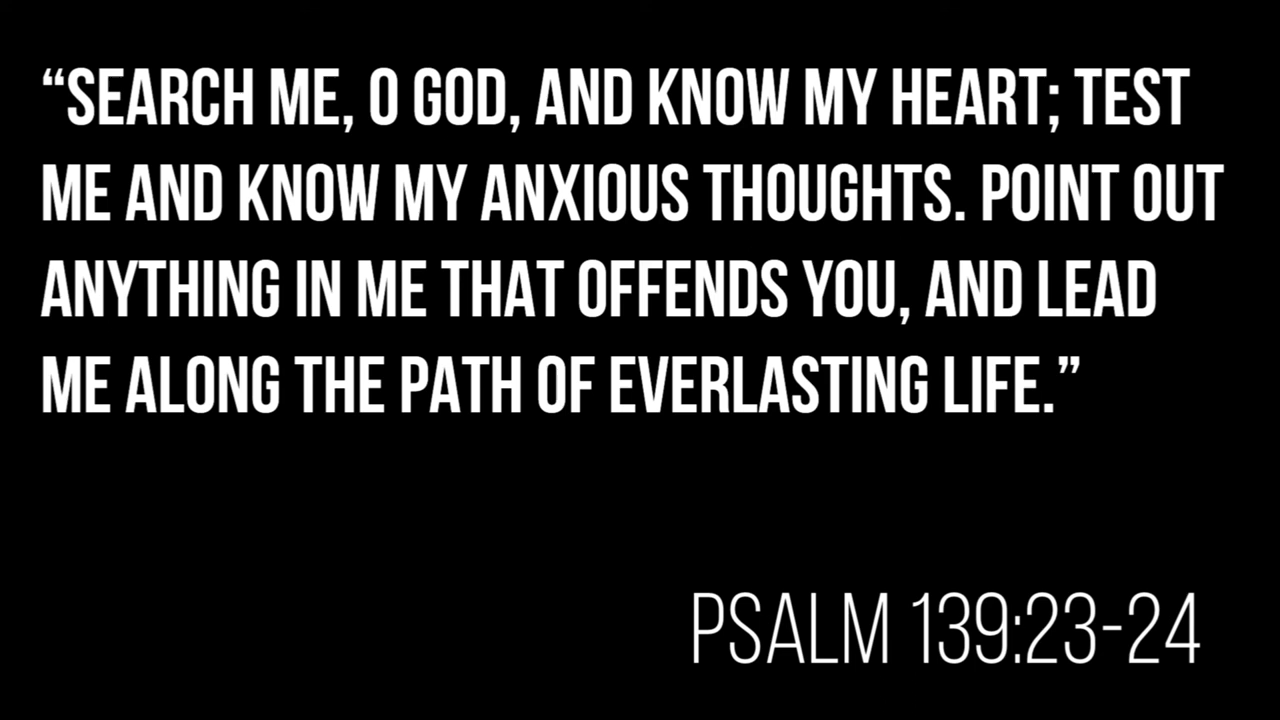 “SEARCH ME, O GOD, AND KNOW MY HEART; TEST
ME AND KNOW MY ANXIOUS THOUGHTS. POINT OUT
ANYTHING IN ME THAT OFFENDS YOU, AND LEAD
ME ALONG THE PATH OF EVERLASTING LIFE.”
PSALM 139:23-24